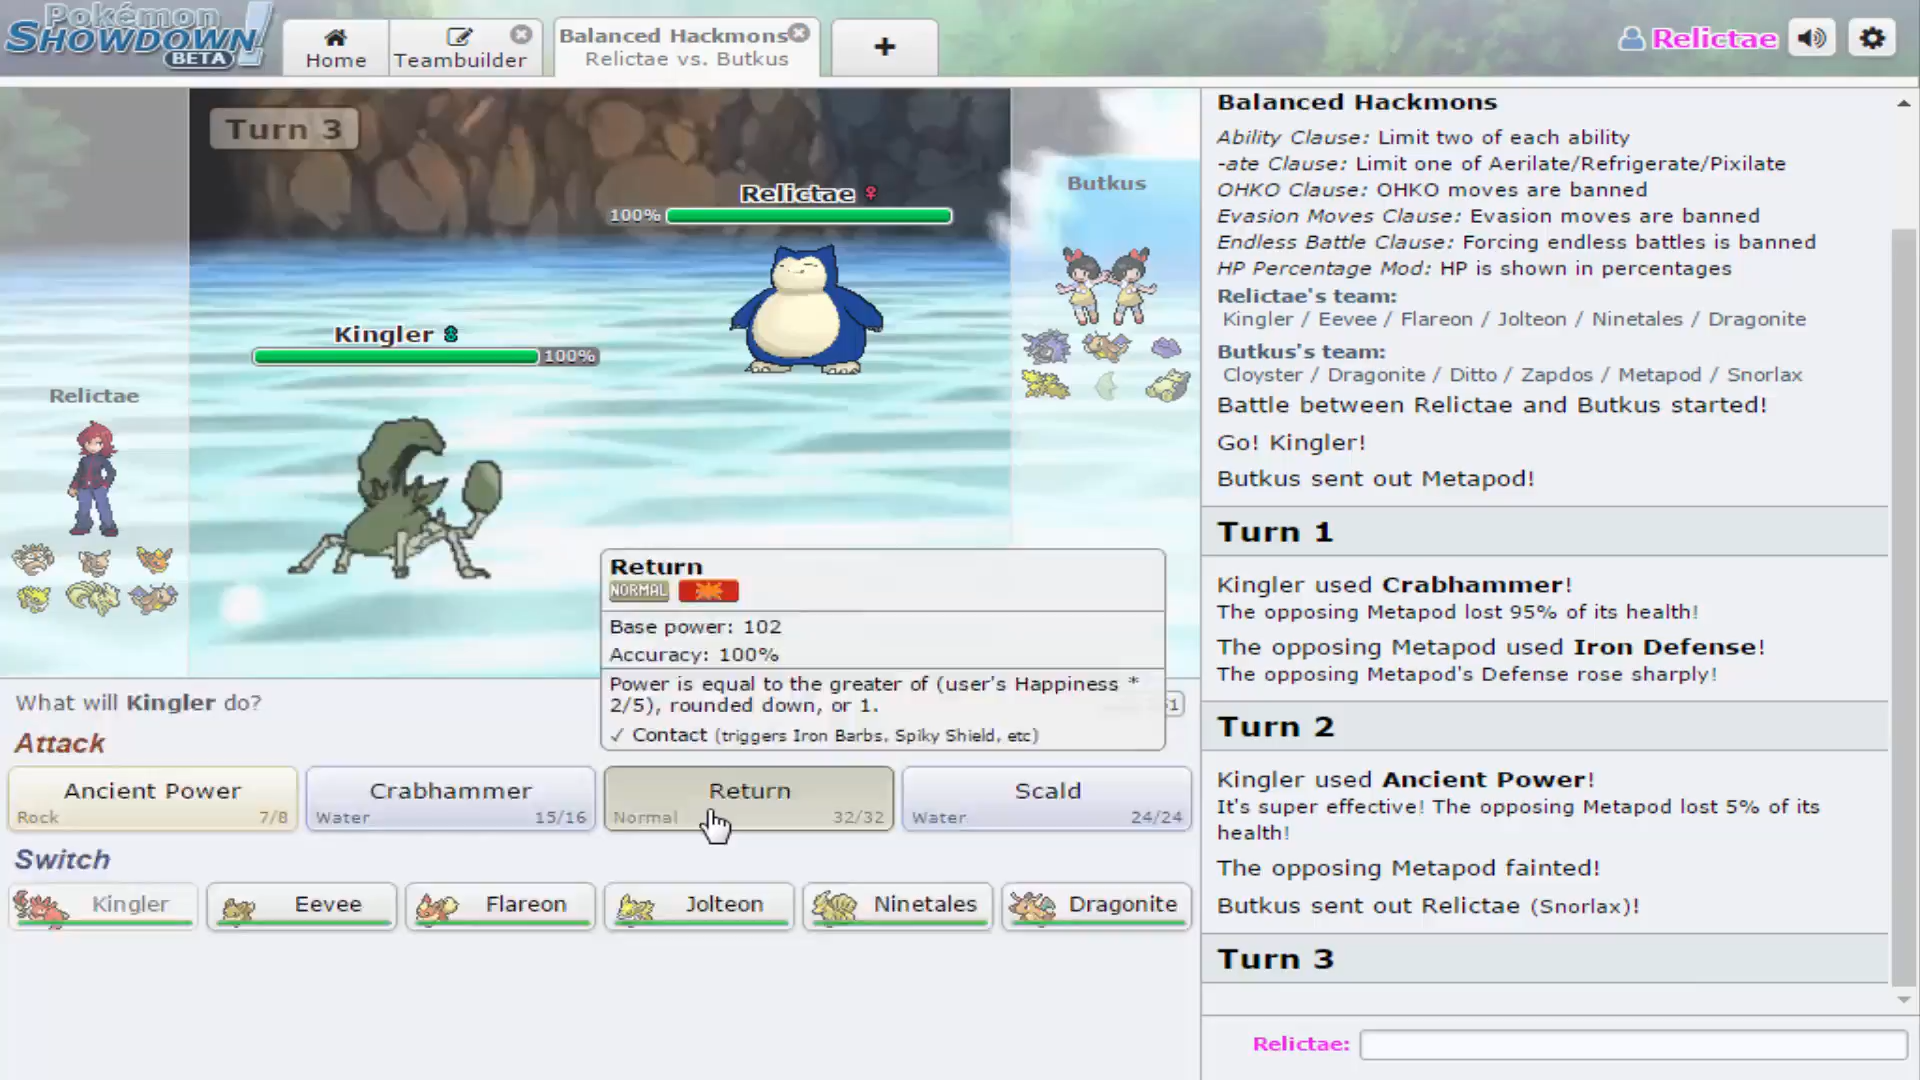 Pokémon
SHOWDOWN!
BETA
Home
Teambuilder
Balanced Hackmons
Relictae vs. Butkus
+
Relictae
Turn 3
Relictae ♀
100%
Butkus
Kingler
100%
Relictae
Return
NORMAL
Base power: 102
Accuracy: 100%
Power is equal to the greater of (user's Happiness *
2/5), rounded down, or 1.
✓ Contact (triggers Iron Barbs, Spiky Shield, etc)
What will Kingler do?
Attack
Ancient Power
Rock 7/8
Crabhammer
Water 15/16
Return
Normal 32/32
Scald
Water 24/24
Switch
Kingler
Eevee
Flareon
Jolteon
Ninetales
Dragonite
Balanced Hackmons
Ability Clause: Limit two of each ability
-ate Clause: Limit one of Aerilate/Refrigerate/Pixilate
OHKO Clause: OHKO moves are banned
Evasion Moves Clause: Evasion moves are banned
Endless Battle Clause: Forcing endless battles is banned
HP Percentage Mod: HP is shown in percentages
Relictae's team:
Kingler / Eevee / Flareon / Jolteon / Ninetales / Dragonite
Butkus's team:
Cloyster / Dragonite / Ditto / Zapdos / Metapod / Snorlax
Battle between Relictae and Butkus started!
Go! Kingler!
Butkus sent out Metapod!
Turn 1
Kingler used Crabhammer!
The opposing Metapod lost 95% of its health!
The opposing Metapod used Iron Defense!
The opposing Metapod's Defense rose sharply!
Turn 2
Kingler used Ancient Power!
It's super effective! The opposing Metapod lost 5% of its
health!
The opposing Metapod fainted!
Butkus sent out Relictae (Snorlax)!
Turn 3
Relictae: